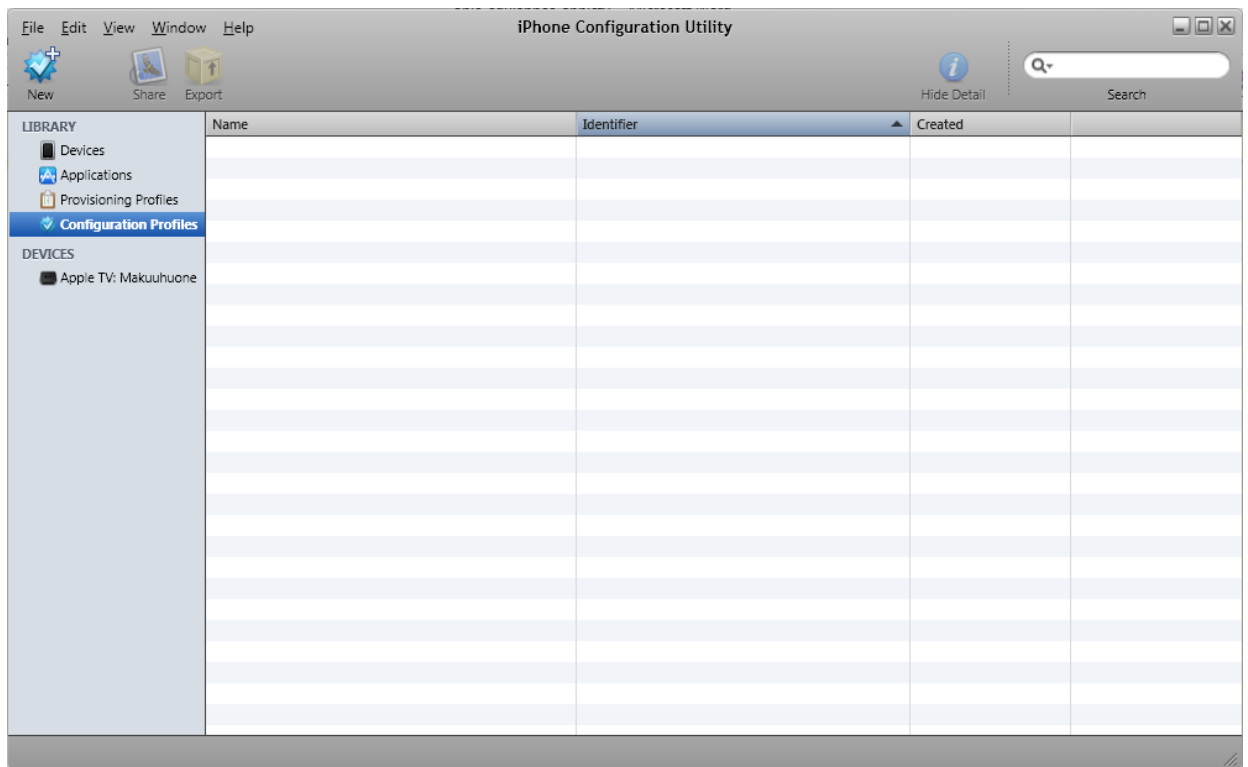 File Edit View Window Help
iPhone Configuration Utility
New
Share
Export
Hide Detail
Search
LIBRARY
Devices
Applications
Provisioning Profiles
Configuration Profiles
DEVICES
Apple TV: Makuuhuone
Name
Identifier
Created